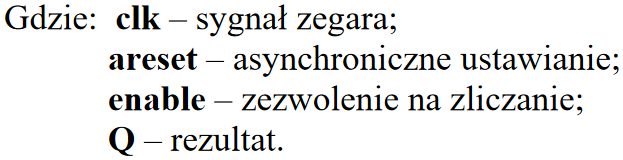 Gdzie: clk – sygnał zegara;
areset – asynchroniczne ustawianie;
enable – zezwolenie na zliczanie;
Q – rezultat.